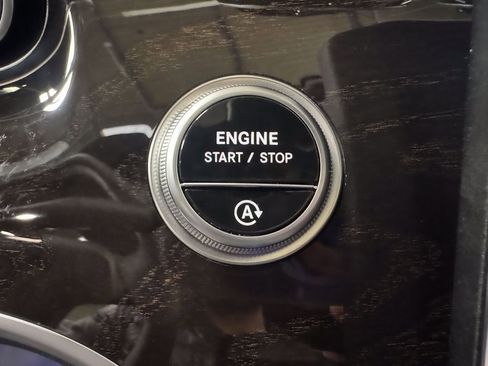 ENGINE
START / STOP
A